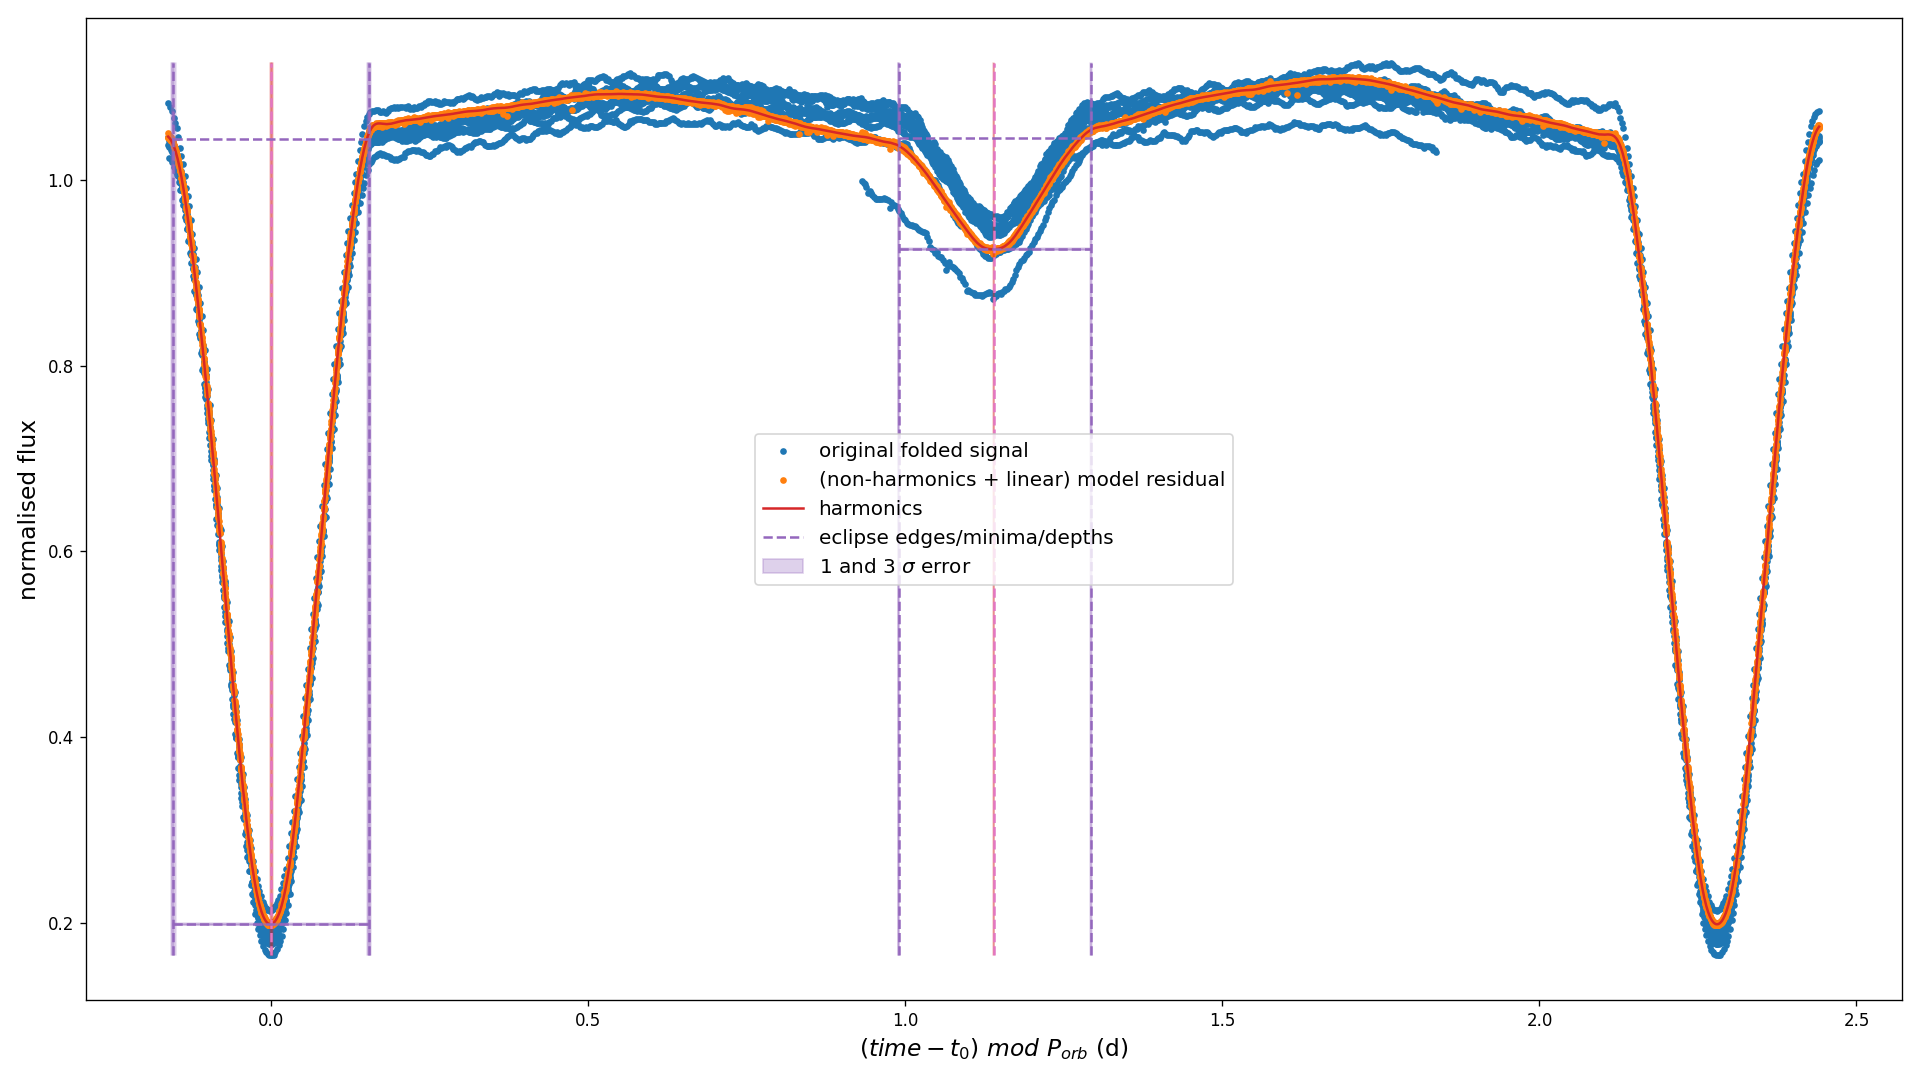 normalised flux
1.0
0.8
0.6
0.4
0.2
original folded signal
(non-harmonics + linear) model residual
harmonics
eclipse edges/minima/depths
1 and 3 σ error
0.0 0.5 1.0 1.5 2.0 2.5
(time − t₀) mod Pₒᵣb (d)